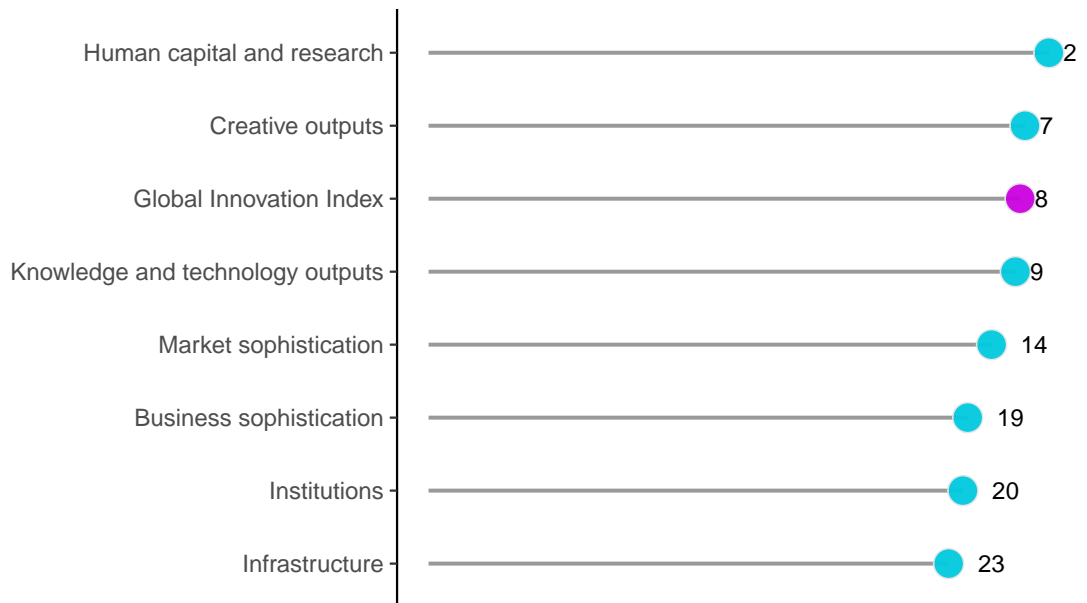 Human capital and research 2
Creative outputs 7
Global Innovation Index 8
Knowledge and technology outputs 9
Market sophistication 14
Business sophistication 19
Institutions 20
Infrastructure 23